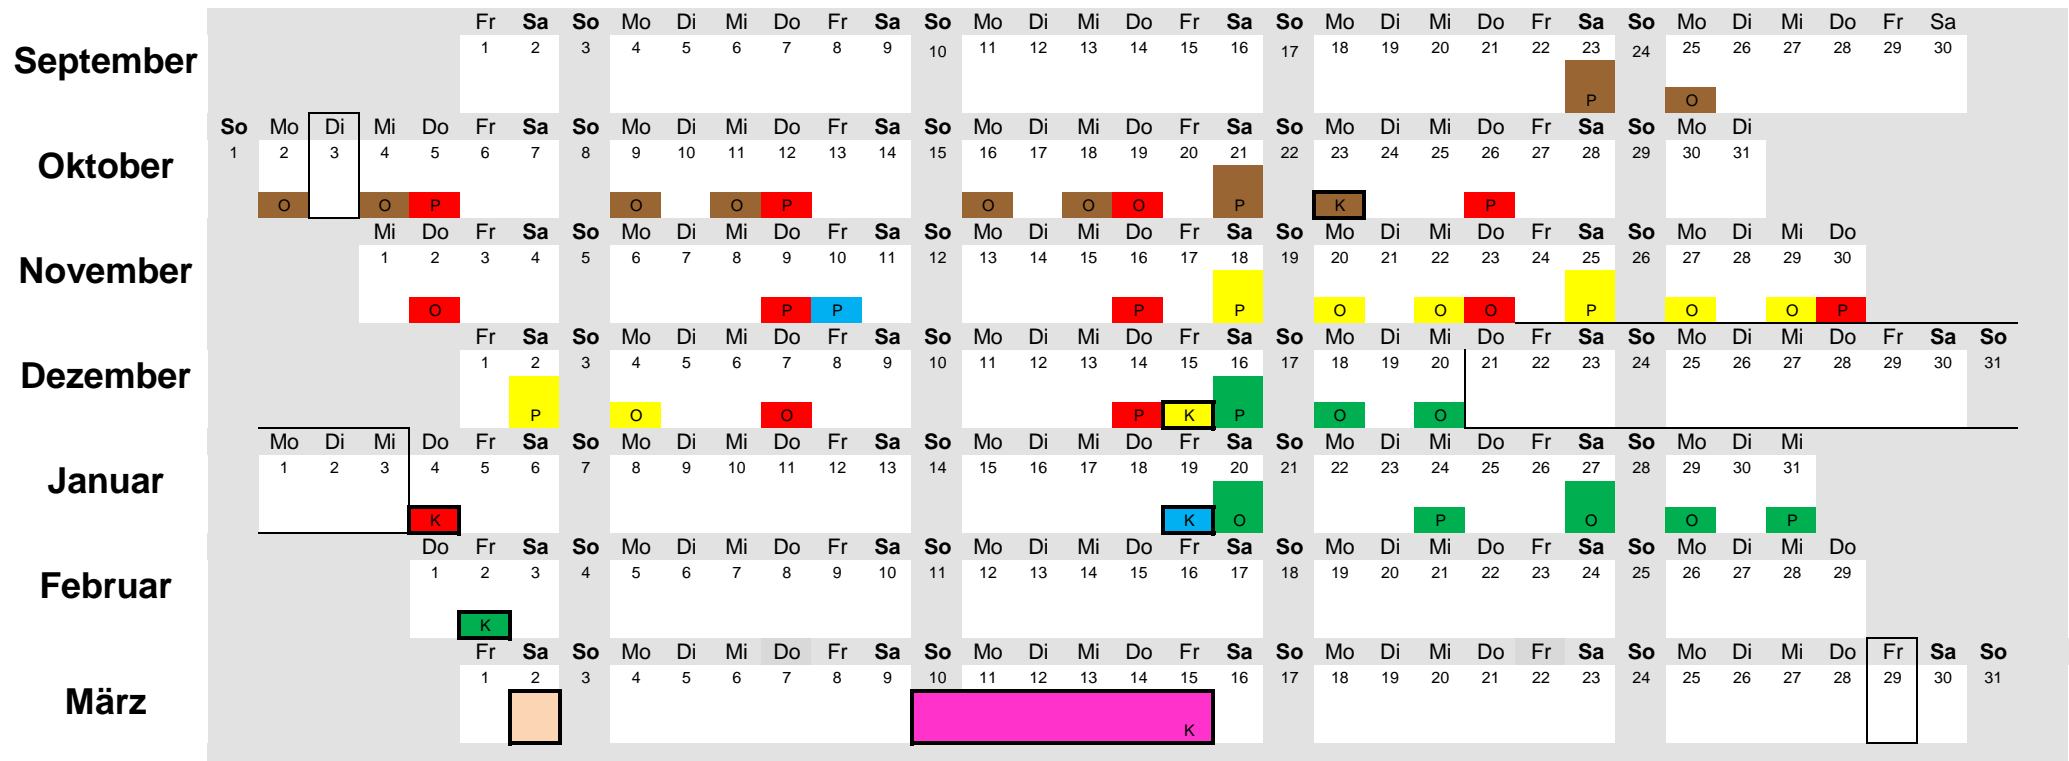 Fr Sa So Mo Di Mi Do Fr Sa So Mo Di Mi Do Fr Sa So Mo Di Mi Do Fr Sa So Mo Di Mi Do Fr Sa
September
1 2 3 4 5 6 7 8 9 10 11 12 13 14 15 16 17 18 19 20 21 22 23 24 25 26 27 28 29 30
P O
So Mo Di Mi Do Fr Sa So Mo Di Mi Do Fr Sa So Mo Di Mi Do Fr Sa So Mo Di Mi Do Fr Sa So Mo Di
Oktober
1 2 3 4 5 6 7 8 9 10 11 12 13 14 15 16 17 18 19 20 21 22 23 24 25 26 27 28 29 30 31
O O P O O P O O O P K P
Mi Do Fr Sa So Mo Di Mi Do Fr Sa So Mo Di Mi Do Fr Sa So Mo Di Mi Do Fr Sa So Mo Di Mi Do
November
1 2 3 4 5 6 7 8 9 10 11 12 13 14 15 16 17 18 19 20 21 22 23 24 25 26 27 28 29 30
O P P P P O O O P O O P
Fr Sa So Mo Di Mi Do Fr Sa So Mo Di Mi Do Fr Sa So Mo Di Mi Do Fr Sa So Mo Di Mi Do Fr Sa So
Dezember
1 2 3 4 5 6 7 8 9 10 11 12 13 14 15 16 17 18 19 20 21 22 23 24 25 26 27 28 29 30 31
P O O P K P O O
Mo Di Mi Do Fr Sa So Mo Di Mi Do Fr Sa So Mo Di Mi Do Fr Sa So Mo Di Mi Do Fr Sa So Mo Di Mi
Januar
1 2 3 4 5 6 7 8 9 10 11 12 13 14 15 16 17 18 19 20 21 22 23 24 25 26 27 28 29 30 31
K K O P O O P
Do Fr Sa So Mo Di Mi Do Fr Sa So Mo Di Mi Do Fr Sa So Mo Di Mi Do Fr Sa So Mo Di Mi Do
Februar
1 2 3 4 5 6 7 8 9 10 11 12 13 14 15 16 17 18 19 20 21 22 23 24 25 26 27 28 29
K
Fr Sa So Mo Di Mi Do Fr Sa So Mo Di Mi Do Fr Sa So Mo Di Mi Do Fr Sa So Mo Di Mi Do Fr Sa So
März
1 2 3 4 5 6 7 8 9 10 11 12 13 14 15 16 17 18 19 20 21 22 23 24 25 26 27 28 29 30 31
K